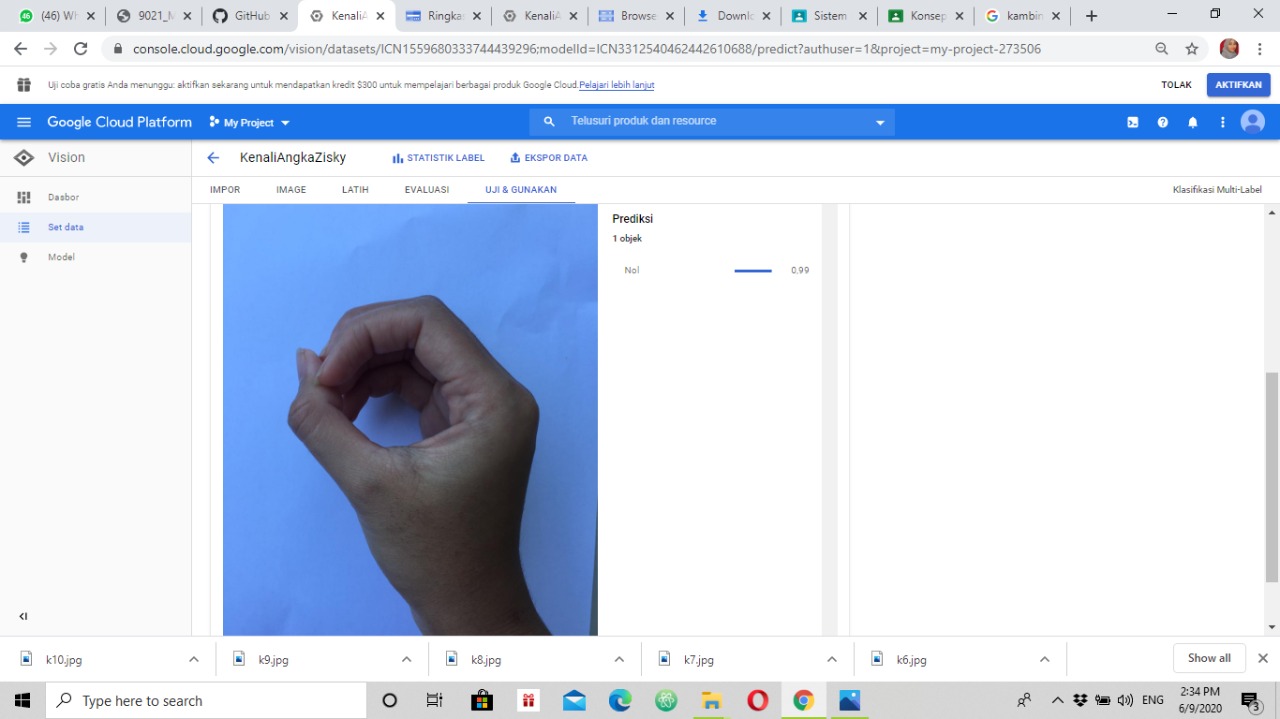 (46) Wh
9021_M
GitHub
KenaliA
Ringkas
KenaliA
Browse
Downlo
Sistem
Konsep
kambin
console.cloud.google.com/vision/datasets/ICN1559680333744439296;modelId=ICN3312540462442610688/predict?authuser=1&project=my-project-273506
Uji coba gratis Anda menunggu: aktifkan sekarang untuk mendapatkan kredit $300 untuk mempelajari berbagai produk Google Cloud. Pelajari lebih lanjut
TOLAK
AKTIFKAN
Google Cloud Platform
My Project
Telusuri produk dan resource
Vision
KenaliAngkaZisky
STATISTIK LABEL
EKSPOR DATA
IMPOR
IMAGE
LATIH
EVALUASI
UJI & GUNAKAN
Klasifikasi Multi-Label
Dasbor
Set data
Model
Prediksi
1 objek
Nol 0,99
k10.jpg
k9.jpg
k8.jpg
k7.jpg
k6.jpg
Show all
Type here to search
ENG
4:34 PM
6/9/2020
3